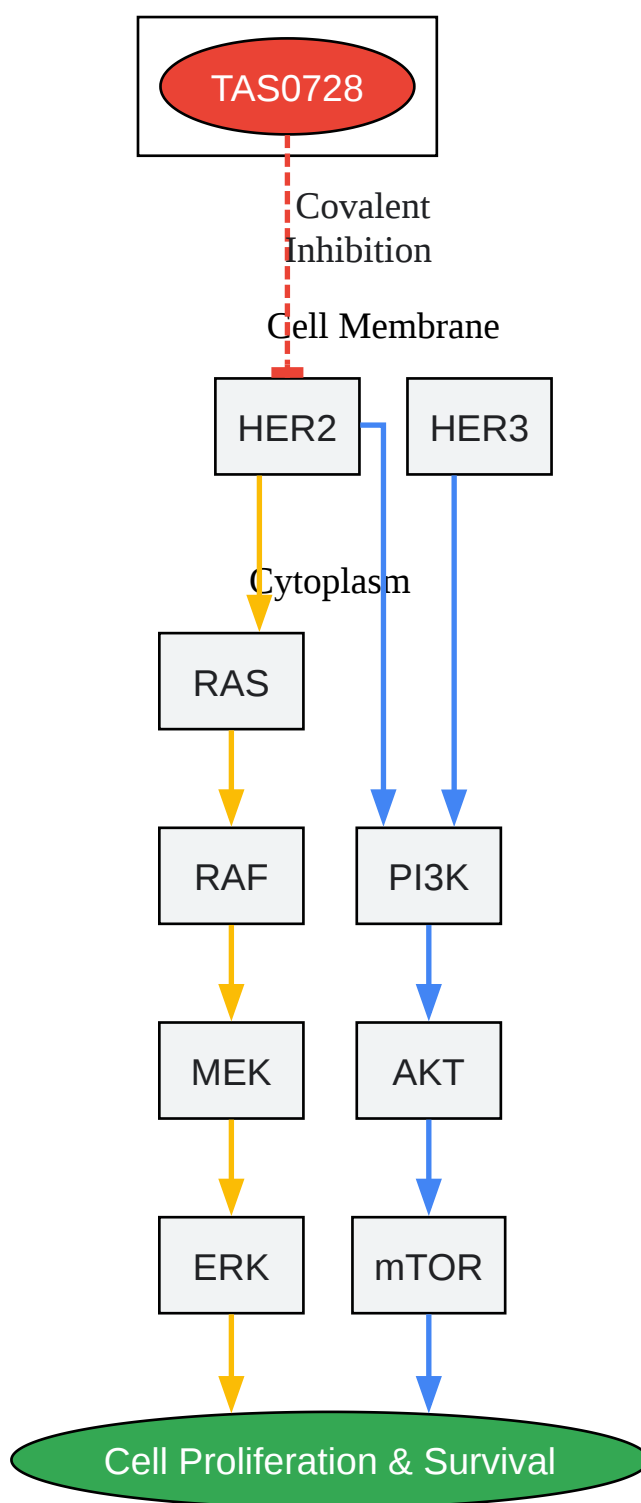 TAS0728
Covalent
Inhibition
Cell Membrane
HER2
HER3
Cytoplasm
RAS
RAF
PI3K
MEK
AKT
ERK
mTOR
Cell Proliferation & Survival